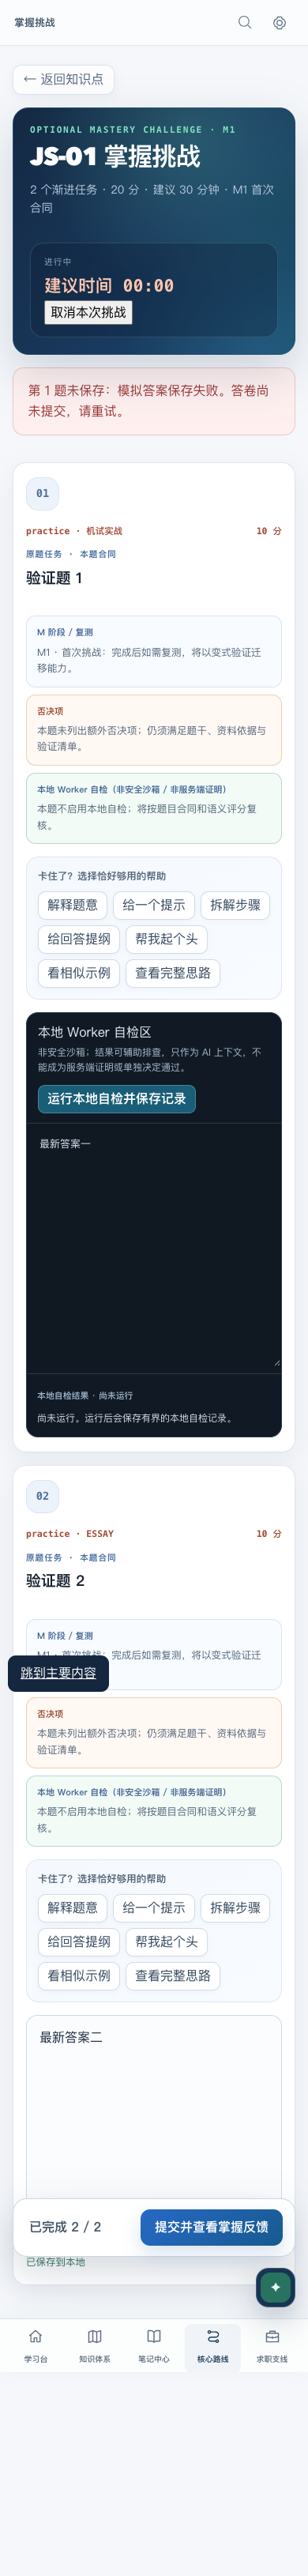 掌握挑战
← 返回知识点
OPTIONAL MASTERY CHALLENGE · M1
JS-01 掌握挑战
2 个渐进任务 · 20 分 · 建议 30 分钟 · M1 首次
合同
进行中
建议时间 00:00
取消本次挑战
第 1 题未保存：模拟答案保存失败。答卷尚
未提交，请重试。
01
practice · 机试实战 10 分
原题任务 · 本题合同
验证题 1
M 阶段 / 复测
M1 · 首次挑战：完成后如需复测，将以变式验证迁
移能力。
否决项
本题未列出额外否决项；仍须满足题干、资料依据与
验证清单。
本地 Worker 自检（非安全沙箱 / 非服务端证明）
本题不启用本地自检；将按题目合同和语义评分复
核。
卡住了？选择恰好够用的帮助
解释题意 给一个提示 拆解步骤
给回答提纲 帮我起个头
看相似示例 查看完整思路
本地 Worker 自检区
非安全沙箱；结果可辅助排查，只作为 AI 上下文，不
能成为服务端证明或单独决定通过。
运行本地自检并保存记录
最新答案一
本地自检结果 · 尚未运行
尚未运行。运行后会保存有界的本地自检记录。
02
practice · ESSAY 10 分
原题任务 · 本题合同
验证题 2
M 阶段 / 复测
M1 · 首次挑战：完成后如需复测，将以变式验证迁
跳到主要内容
否决项
本题未列出额外否决项；仍须满足题干、资料依据与
验证清单。
本地 Worker 自检（非安全沙箱 / 非服务端证明）
本题不启用本地自检；将按题目合同和语义评分复
核。
卡住了？选择恰好够用的帮助
解释题意 给一个提示 拆解步骤
给回答提纲 帮我起个头
看相似示例 查看完整思路
最新答案二
已完成 2 / 2 提交并查看掌握反馈
已保存到本地
学习台 知识体系 笔记中心 核心路线 求职支线